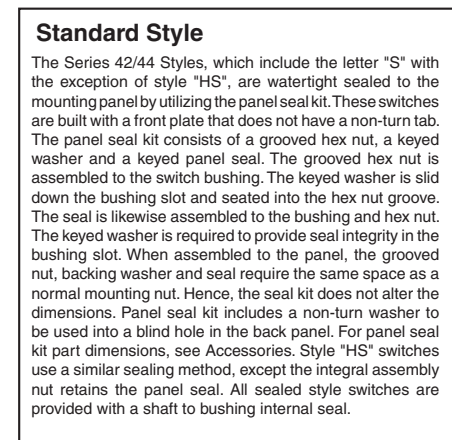 Standard Style
The Series 42/44 Styles, which include the letter "S" with
the exception of style "HS", are watertight sealed to the
mounting panel by utilizing the panel seal kit. These switches
are built with a front plate that does not have a non-turn tab.
The panel seal kit consists of a grooved hex nut, a keyed
washer and a keyed panel seal. The grooved hex nut is
assembled to the switch bushing. The keyed washer is slid
down the bushing slot and seated into the hex nut groove.
The seal is likewise assembled to the bushing and hex nut.
The keyed washer is required to provide seal integrity in the
bushing slot. When assembled to the panel, the grooved
nut, backing washer and seal require the same space as a
normal mounting nut. Hence, the seal kit does not alter the
dimensions. Panel seal kit includes a non-turn washer to
be used into a blind hole in the back panel. For panel seal
kit part dimensions, see Accessories. Style "HS" switches
use a similar sealing method, except the integral assembly
nut retains the panel seal. All sealed style switches are
provided with a shaft to bushing internal seal.